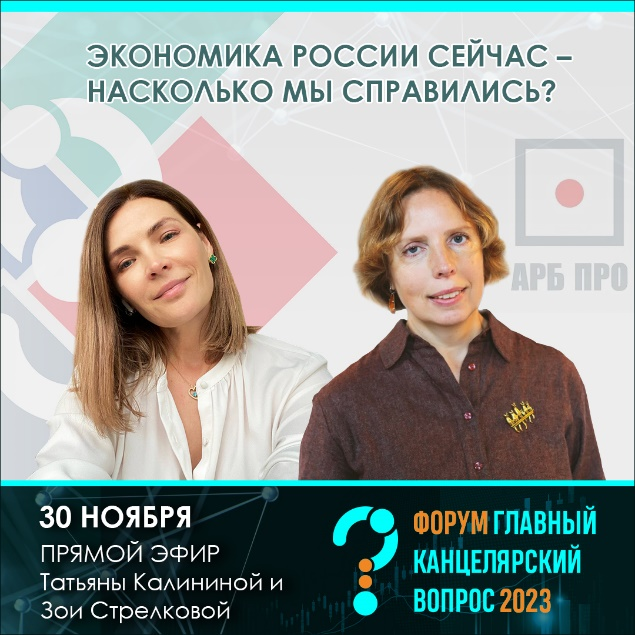 ЭКОНОМИКА РОССИИ СЕЙЧАС –
НАСКОЛЬКО МЫ СПРАВИЛИСЬ?
АРБ ПРО
30 НОЯБРЯ
ПРЯМОЙ ЭФИР
Татьяны Калининой и
Зои Стрелковой
ФОРУМ ГЛАВНЫЙ
КАНЦЕЛЯРСКИЙ
ВОПРОС 2023